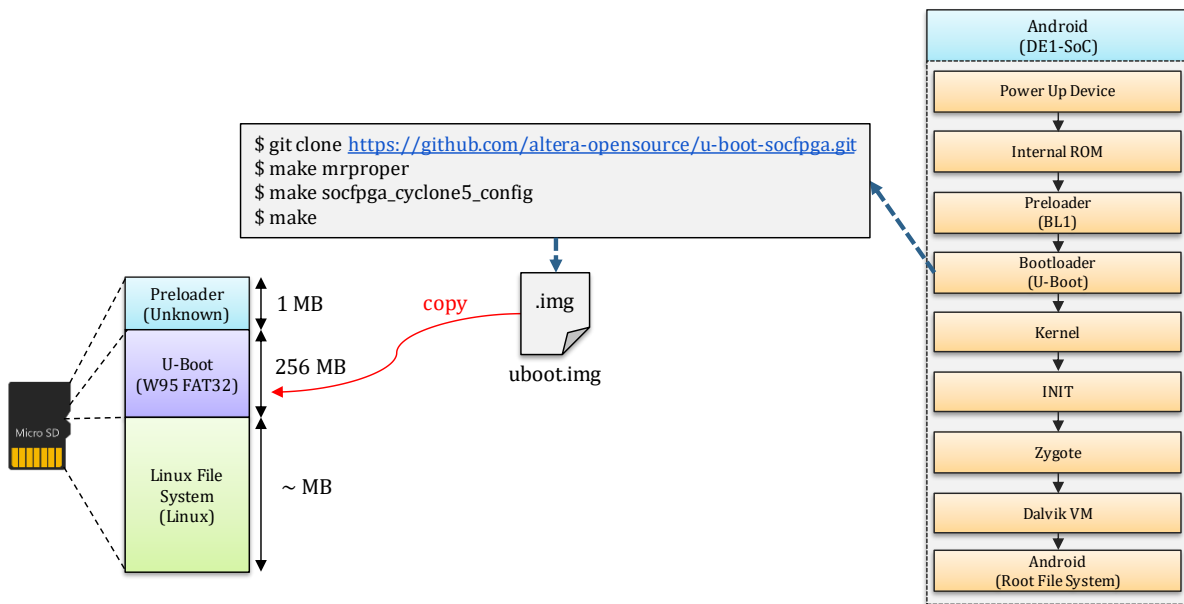 $ git clone https://github.com/altera-opensource/u-boot-socfpga.git
$ make mrproper
$ make socfpga_cyclone5_config
$ make
.img
uboot.img
copy
Micro SD
Preloader
(Unknown)
1 MB
U-Boot
(W95 FAT32)
256 MB
Linux File
System
(Linux)
~ MB
Android
(DE1-SoC)
Power Up Device
Internal ROM
Preloader
(BL1)
Bootloader
(U-Boot)
Kernel
INIT
Zygote
Dalvik VM
Android
(Root File System)